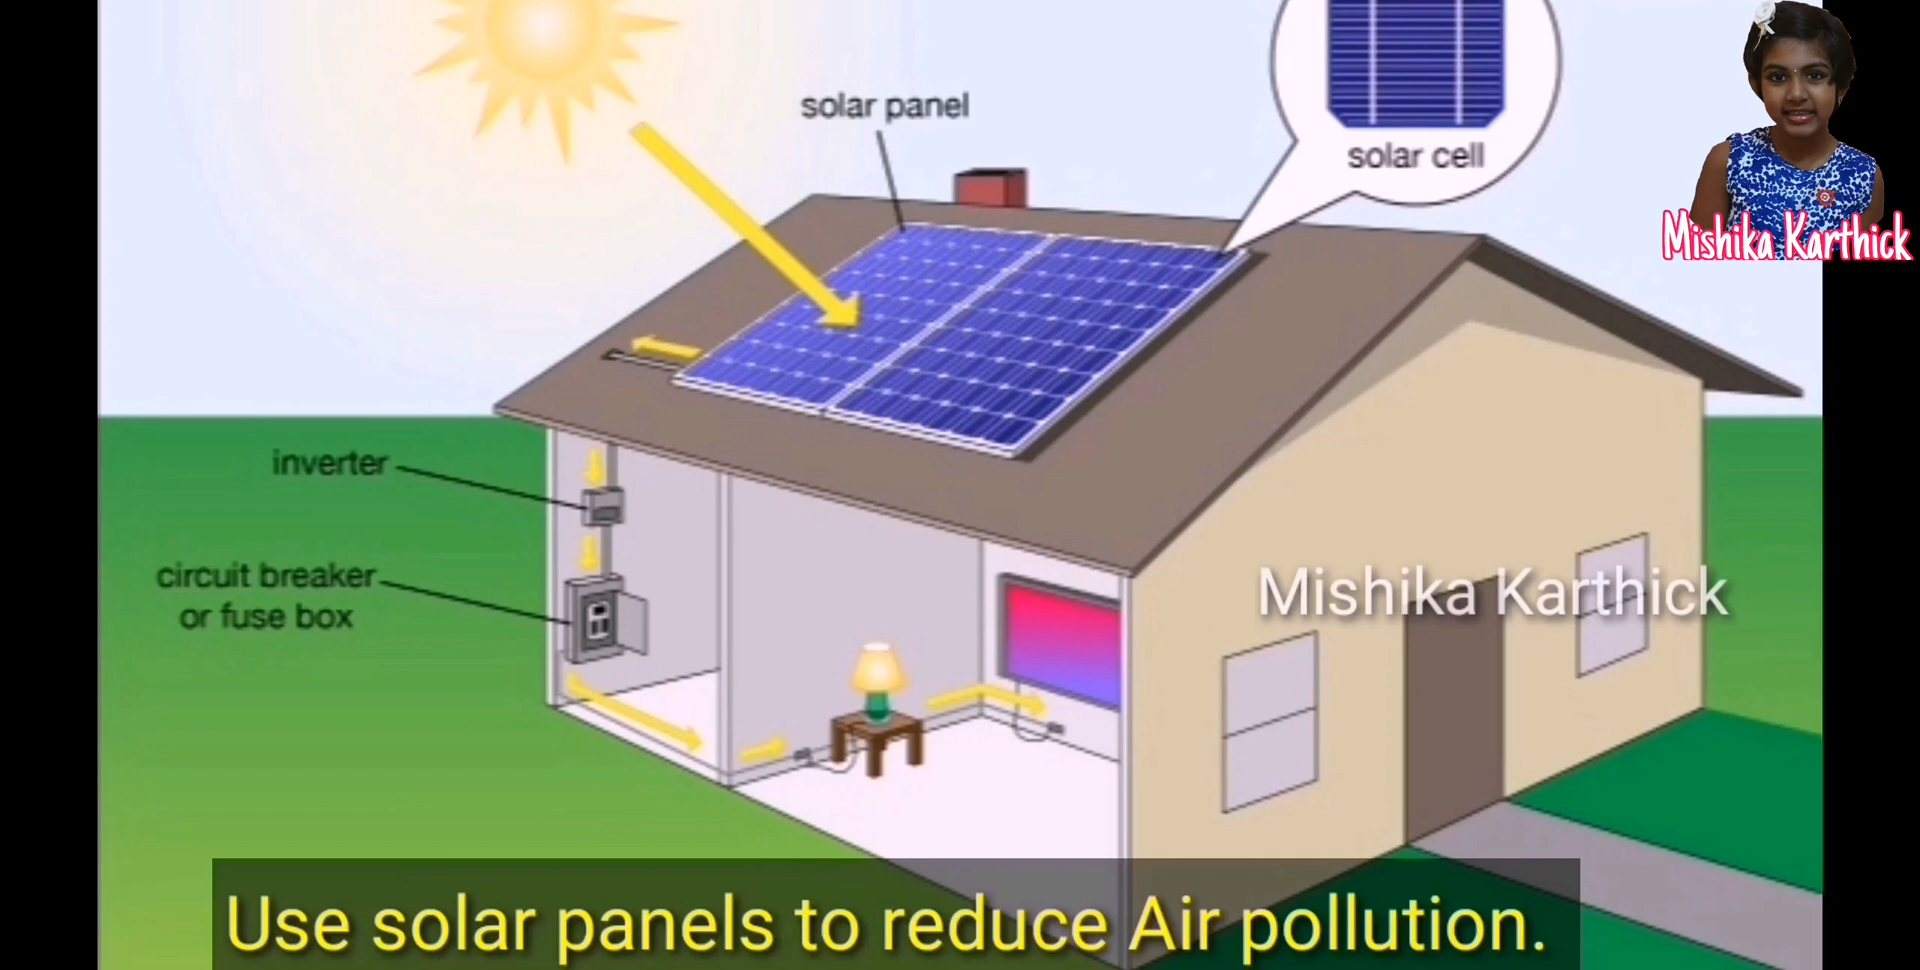 solar panel
solar cell
Mishika Karthick
inverter
circuit breaker
or fuse box
Mishika Karthick
Use solar panels to reduce Air pollution.